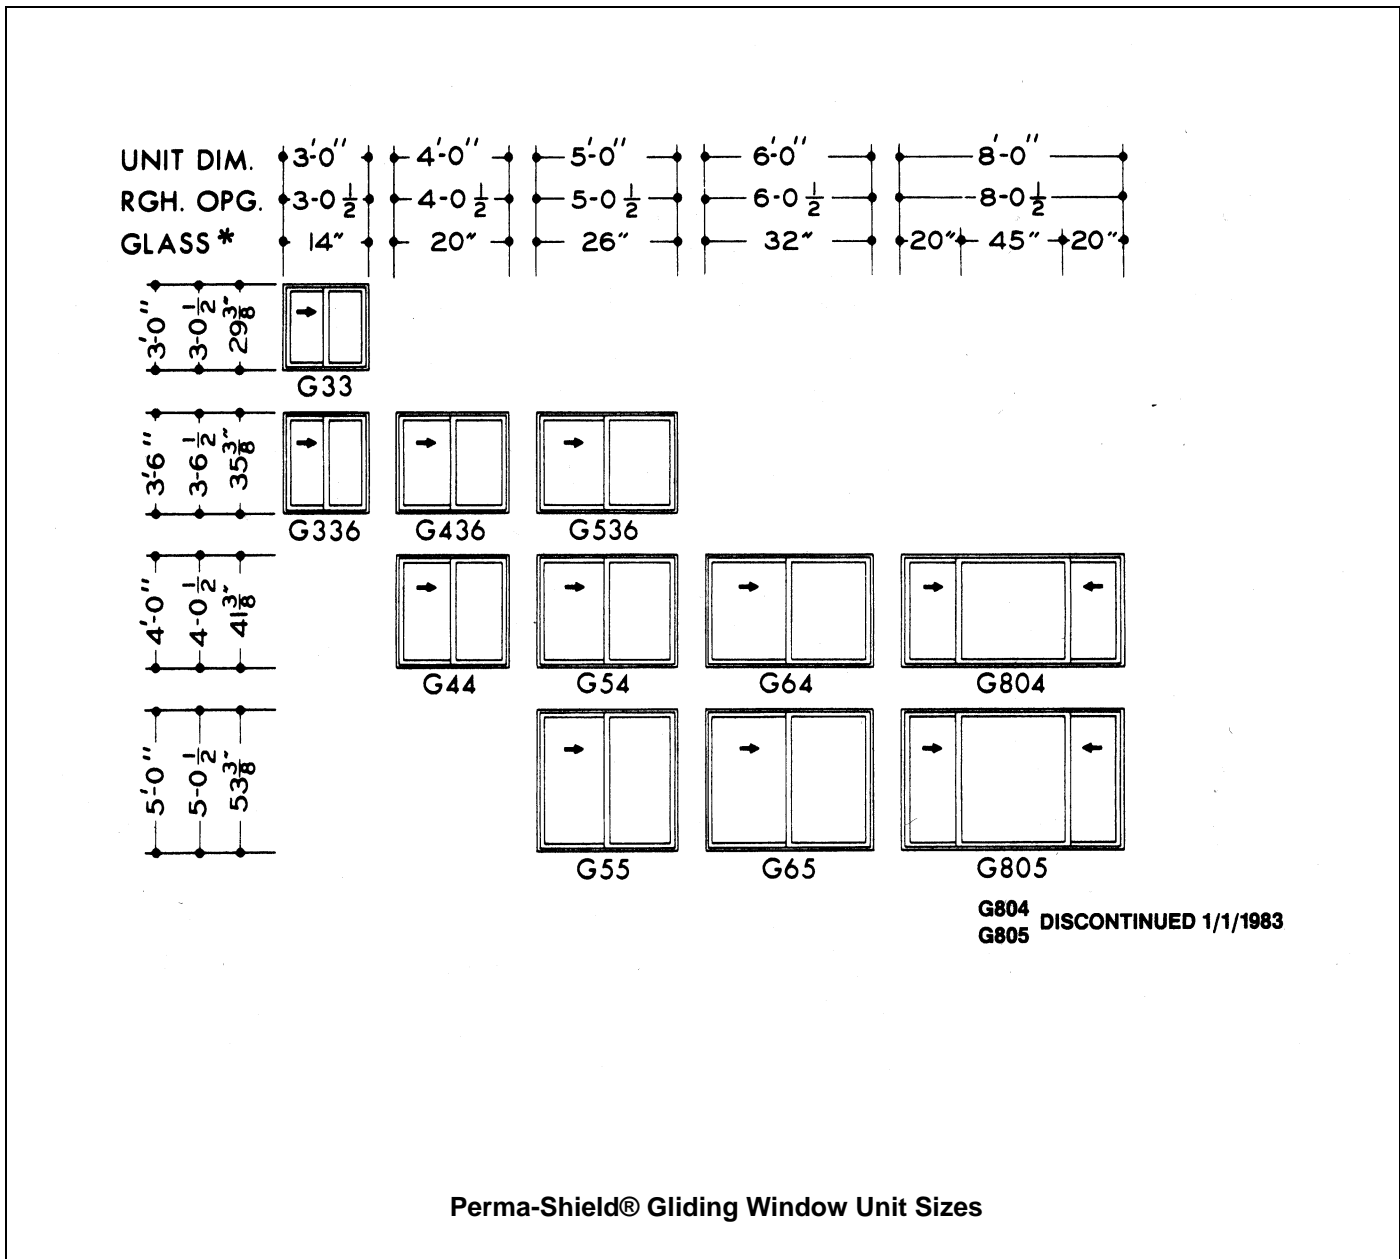 UNIT DIM. 3'-0'' 4'-0'' 5'-0'' 6'-0'' 8'-0''
RGH. OPG. 3-0 1/2 4-0 1/2 5-0 1/2 6-0 1/2 8-0 1/2
GLASS* 14" 20" 26" 32" 20" 45" 20"
3'-0'' 3-0 1/2 29 3/8"
G33
3'-6'' 3-6 1/2 35 3/8"
G336 G436 G536
4'-0'' 4-0 1/2 41 3/8"
G44 G54 G64 G804
5'-0'' 5-0 1/2 53 3/8"
G55 G65 G805
G804
G805 DISCONTINUED 1/1/1983
Perma-Shield® Gliding Window Unit Sizes